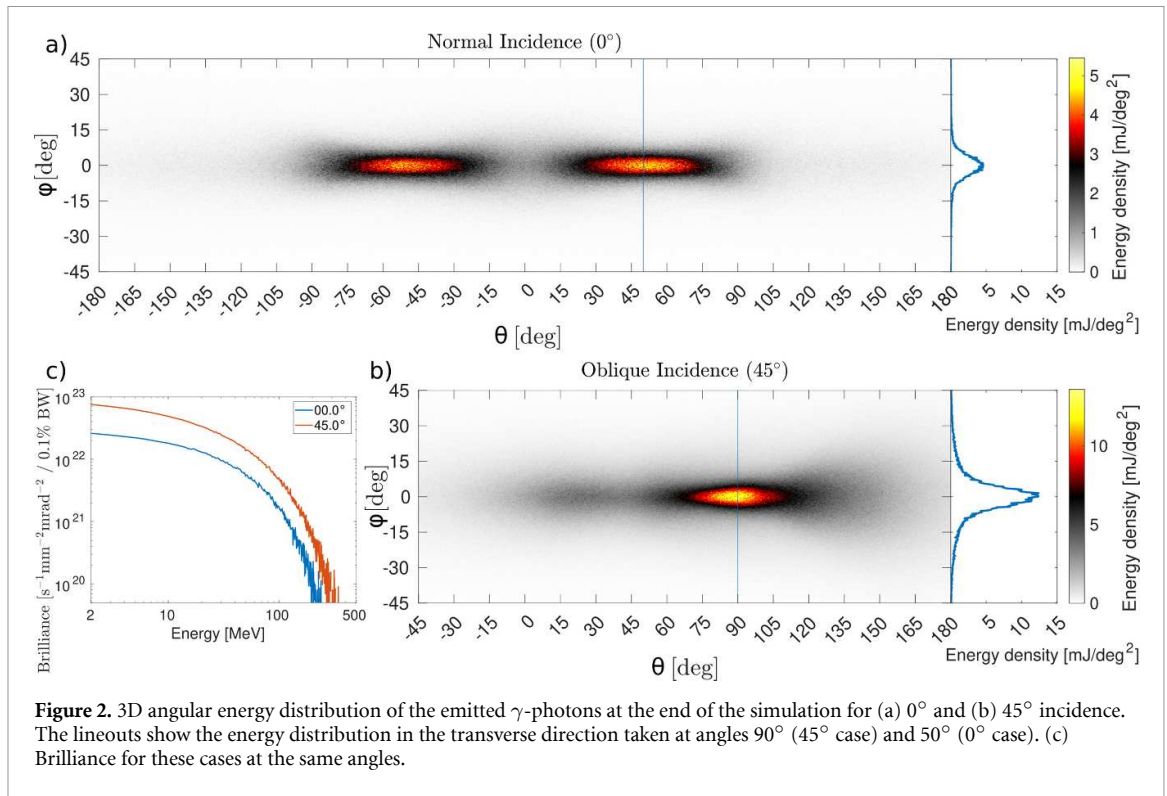 a)
Normal Incidence (0°)
45
30
15
0
-15
-30
-45
φ[deg]
-180 -165 -150 -135 -120 -105 -90 -75 -60 -45 -30 -15 0 15 30 45 60 75 90 105 120 135 150 165 180
θ [deg]
5 10 15
Energy density [mJ/deg²]
5
4
3
2
1
0
Energy density [mJ/deg²]
c)
10²³
10²²
10²¹
10²⁰
Brilliance [s⁻¹mm⁻²mrad⁻² / 0.1% BW]
00.0°
45.0°
2 10 100 500
Energy [MeV]
b)
Oblique Incidence (45°)
45
30
15
0
-15
-30
-45
φ[deg]
-45 -30 -15 0 15 30 45 60 75 90 105 120 135 150 165 180
θ [deg]
5 10 15
Energy density [mJ/deg²]
10
5
0
Energy density [mJ/deg²]
Figure 2. 3D angular energy distribution of the emitted γ-photons at the end of the simulation for (a) 0° and (b) 45° incidence.
The lineouts show the energy distribution in the transverse direction taken at angles 90° (45° case) and 50° (0° case). (c)
Brilliance for these cases at the same angles.